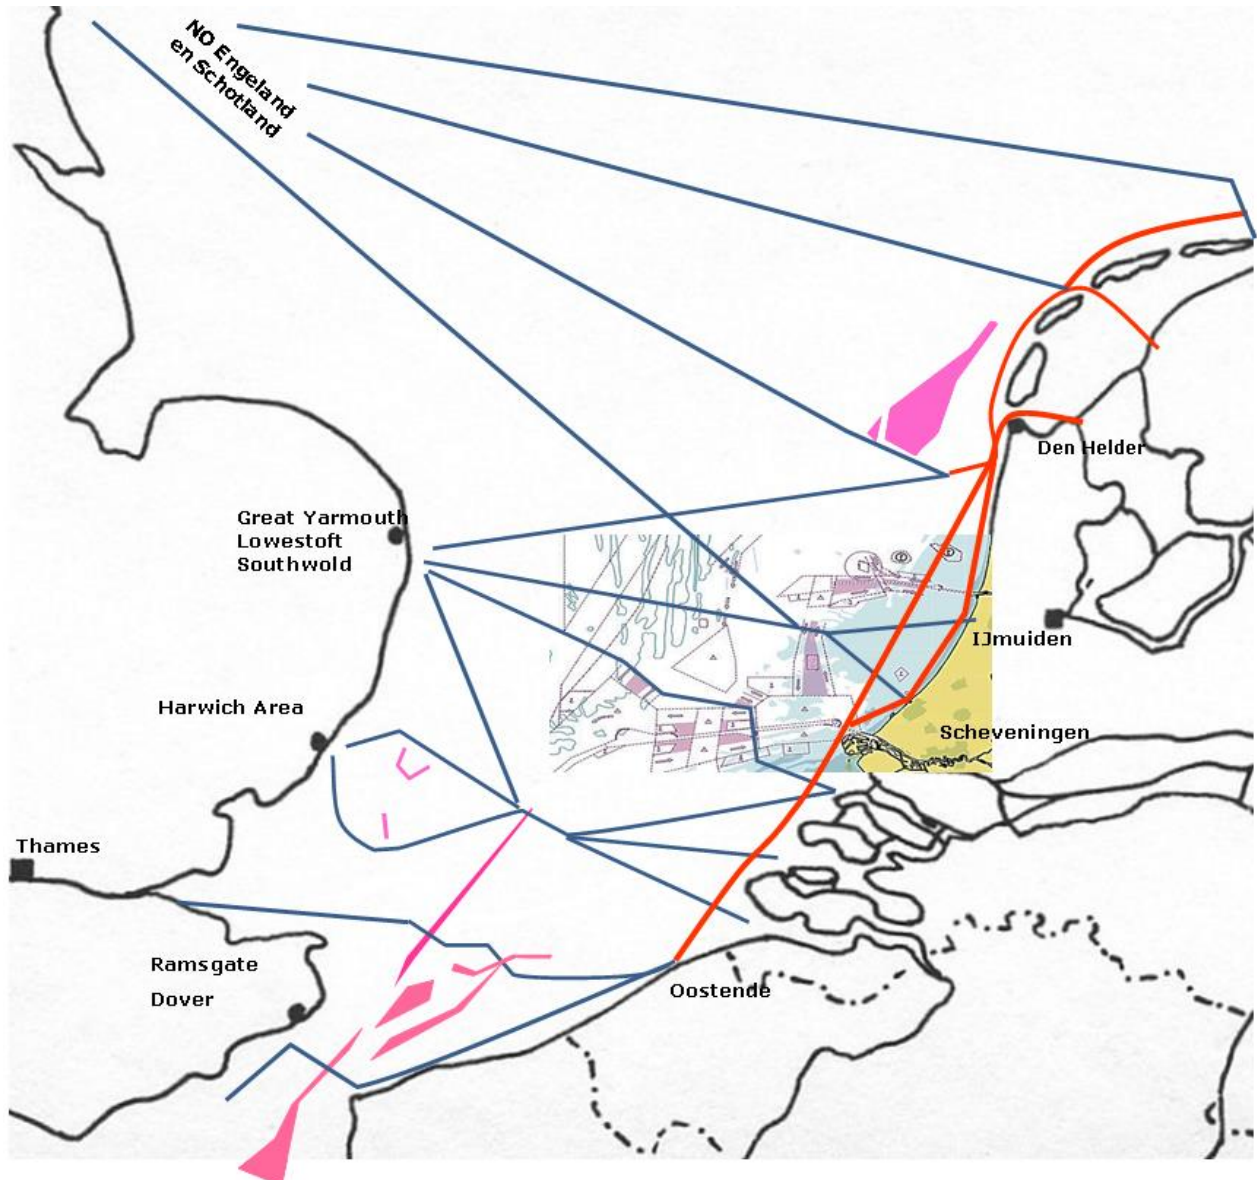 NO Engeland
en Schotland
Den Helder
Great Yarmouth
Lowestoft
Southwold
IJmuiden
Harwich Area
Scheveningen
Thames
Ramsgate
Dover
Oostende